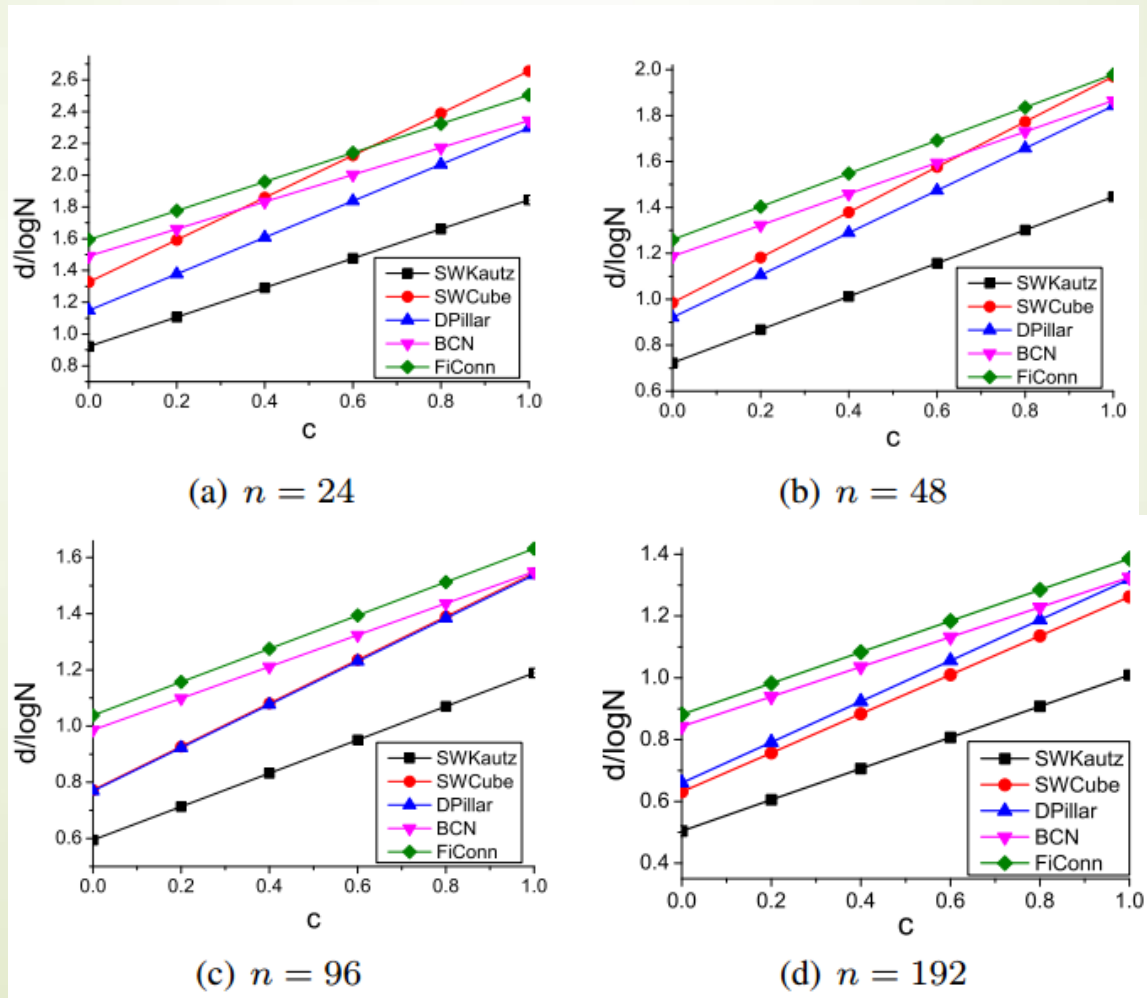 2.6
2.4
2.2
2.0
1.8
1.6
1.4
1.2
1.0
0.8
d/logN
0.0 0.2 0.4 0.6 0.8 1.0
c
SWKautz
SWCube
DPillar
BCN
FiConn
(a) n = 24
2.0
1.8
1.6
1.4
1.2
1.0
0.8
0.6
d/logN
0.0 0.2 0.4 0.6 0.8 1.0
c
SWKautz
SWCube
DPillar
BCN
FiConn
(b) n = 48
1.6
1.4
1.2
1.0
0.8
0.6
d/logN
0.0 0.2 0.4 0.6 0.8 1.0
c
SWKautz
SWCube
DPillar
BCN
FiConn
(c) n = 96
1.4
1.2
1.0
0.8
0.6
0.4
d/logN
0.0 0.2 0.4 0.6 0.8 1.0
c
SWKautz
SWCube
DPillar
BCN
FiConn
(d) n = 192